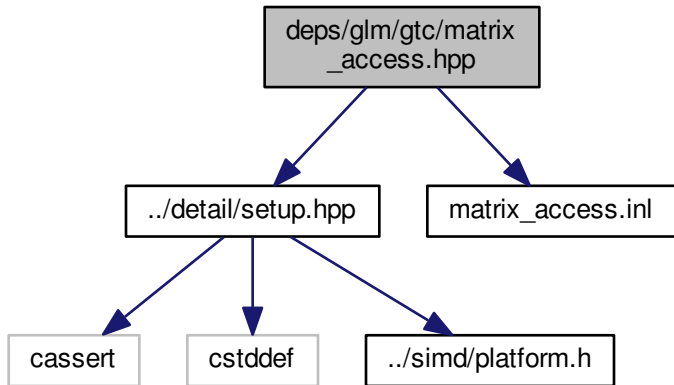 deps/glm/gtc/matrix
_access.hpp
../detail/setup.hpp
matrix_access.inl
cassert
cstddef
../simd/platform.h